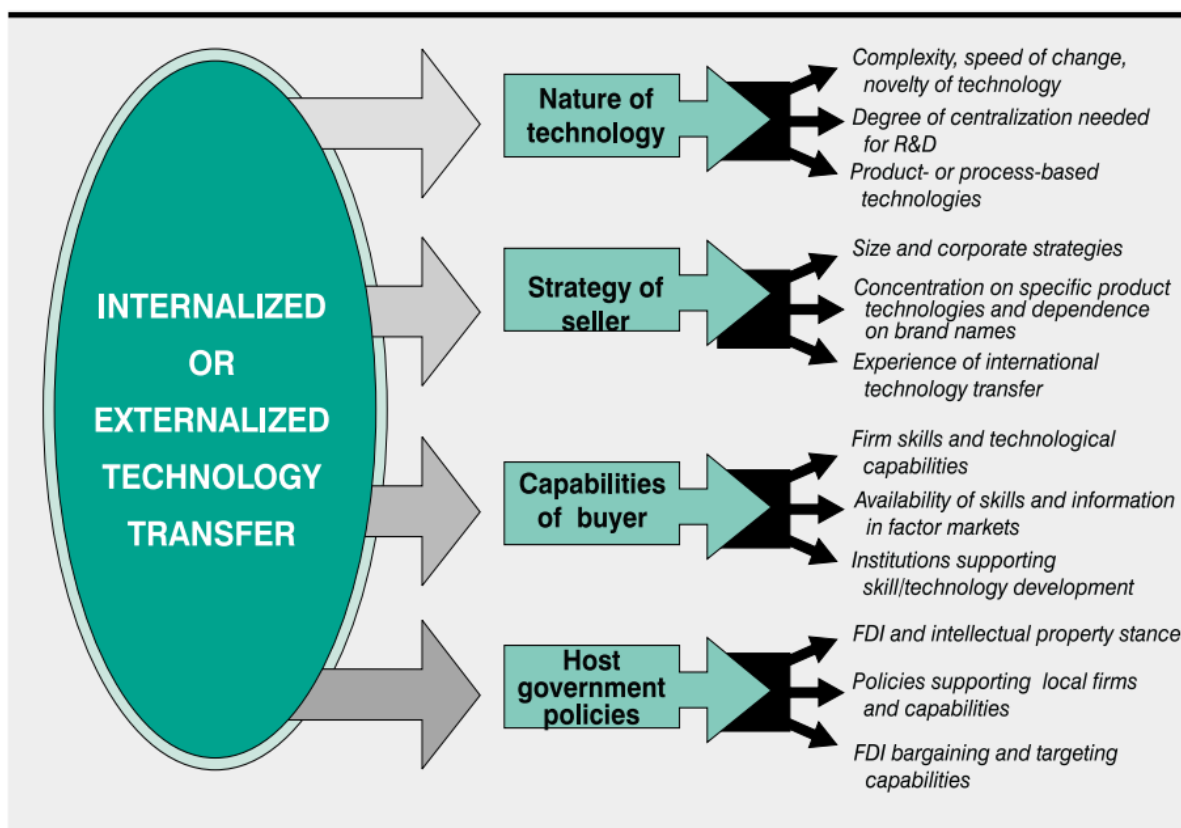 INTERNALIZED
OR
EXTERNALIZED
TECHNOLOGY
TRANSFER
Nature of
technology
Complexity, speed of change,
novelty of technology
Degree of centralization needed
for R&D
Product- or process-based
technologies
Strategy of
seller
Size and corporate strategies
Concentration on specific product
technologies and dependence
on brand names
Experience of international
technology transfer
Capabilities
of buyer
Firm skills and technological
capabilities
Availability of skills and information
in factor markets
Institutions supporting
skill/technology development
Host
government
policies
FDI and intellectual property stance
Policies supporting local firms
and capabilities
FDI bargaining and targeting
capabilities